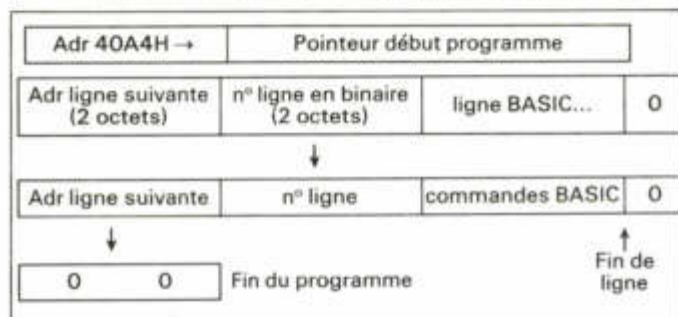 Adr 40A4H → Pointeur début programme
Adr ligne suivante (2 octets) n° ligne en binaire (2 octets) ligne BASIC... 0
Adr ligne suivante n° ligne commandes BASIC 0
0 0 Fin du programme Fin de ligne